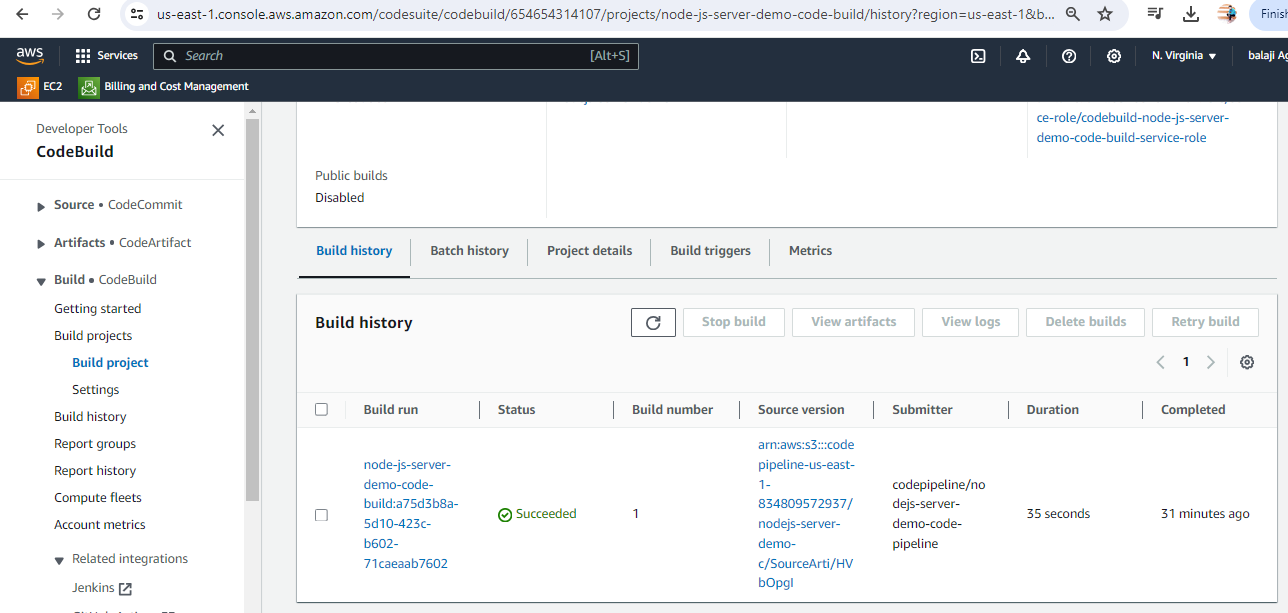 us-east-1.console.aws.amazon.com/codesuite/codebuild/654654314107/projects/node-js-server-demo-code-build/history?region=us-east-1&b...
Finish
aws
Services
Search
[Alt+S]
N. Virginia
balaji Ag
EC2
Billing and Cost Management
Developer Tools
CodeBuild
Source • CodeCommit
Artifacts • CodeArtifact
Build • CodeBuild
Getting started
Build projects
Build project
Settings
Build history
Report groups
Report history
Compute fleets
Account metrics
Related integrations
Jenkins
ce-role/codebuild-node-js-server-
demo-code-build-service-role
Public builds
Disabled
Build history
Batch history
Project details
Build triggers
Metrics
Build history
Stop build
View artifacts
View logs
Delete builds
Retry build
1
Build run
Status
Build number
Source version
Submitter
Duration
Completed
node-js-server-
demo-code-
build:a75d3b8a-
5d10-423c-
b602-
71caeaab7602
Succeeded
1
arn:aws:s3:::code
pipeline-us-east-
1-
834809572937/
nodejs-server-
demo-
c/SourceArti/HV
bOpgI
codepipeline/no
dejs-server-
demo-code-
pipeline
35 seconds
31 minutes ago